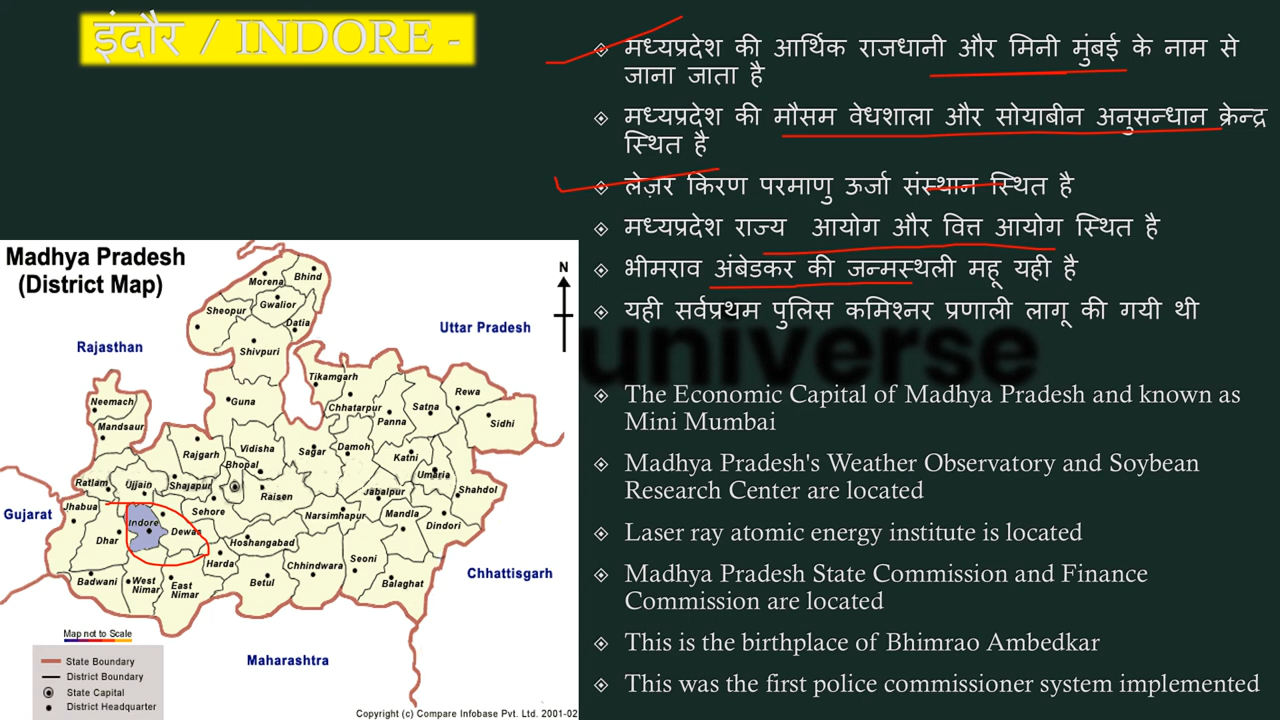 इंदौर / INDORE -
मध्यप्रदेश की आर्थिक राजधानी और मिनी मुंबई के नाम से
जाना जाता है
मध्यप्रदेश की मौसम वेधशाला और सोयाबीन अनुसन्धान क्रेन्द्र
स्थित है
लेज़र किरण परमाणु ऊर्जा संस्थान स्थित है
मध्यप्रदेश राज्य आयोग और वित्त आयोग स्थित है
भीमराव अंबेडकर की जन्मस्थली महू यही है
यही सर्वप्रथम पुलिस कमिश्नर प्रणाली लागू की गयी थी
universe
The Economic Capital of Madhya Pradesh and known as
Mini Mumbai
Madhya Pradesh's Weather Observatory and Soybean
Research Center are located
Laser ray atomic energy institute is located
Madhya Pradesh State Commission and Finance
Commission are located
This is the birthplace of Bhimrao Ambedkar
This was the first police commissioner system implemented
Madhya Pradesh
(District Map)
N
Uttar Pradesh
Rajasthan
Gujarat
Chhattisgarh
Maharashtra
Morena
Bhind
Gwalior
Sheopur
Datia
Shivpuri
Tikamgarh
Rewa
Neemach
Guna
Chhatarpur
Satna
Panna
Sidhi
Mandsaur
Rajgarh
Vidisha
Sagar
Damoh
Katni
Bhopal
Umaria
Ratlam
Ujjain
Shajapur
Raisen
Jabalpur
Shahdol
Jhabua
Sehore
Narsimhapur
Mandla
Indore
Dewas
Dindori
Dhar
Hoshangabad
Harda
Seoni
Chhindwara
Badwani
West
Nimar
East
Nimar
Betul
Balaghat
Map not to Scale
State Boundary
District Boundary
State Capital
District Headquarter
Copyright (c) Compare Infobase Pvt. Ltd. 2001-02